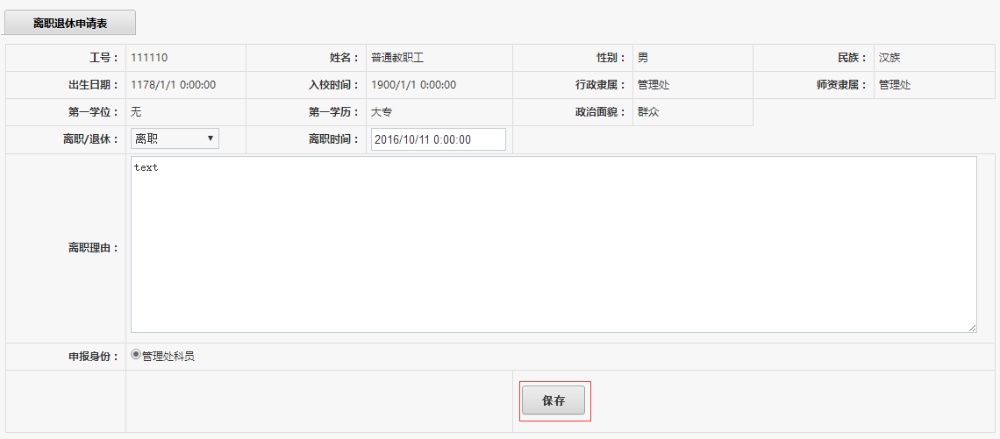 离职退休申请表
工号： 111110 姓名： 普通教职工 性别： 男 民族： 汉族
出生日期： 1178/1/1 0:00:00 入校时间： 1900/1/1 0:00:00 行政隶属： 管理处 师资隶属： 管理处
第一学位： 无 第一学历： 大专 政治面貌： 群众
离职/退休： 离职 离职时间： 2016/10/11 0:00:00
text
离职理由：
申报身份： 管理处科员
保存